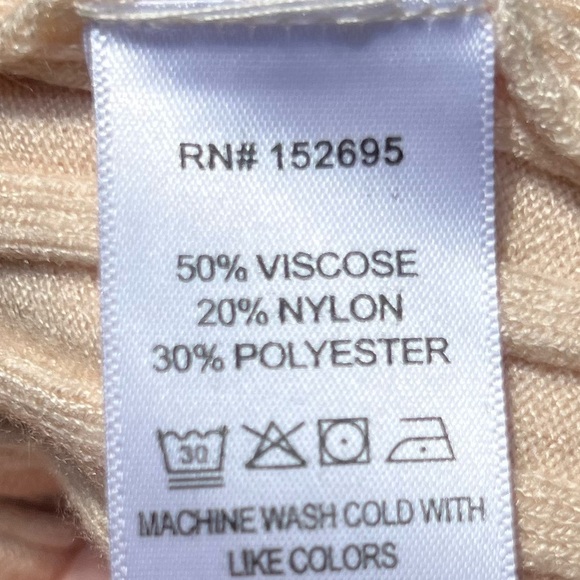 RN# 152695
50% VISCOSE
20% NYLON
30% POLYESTER
30
MACHINE WASH COLD WITH
LIKE COLORS